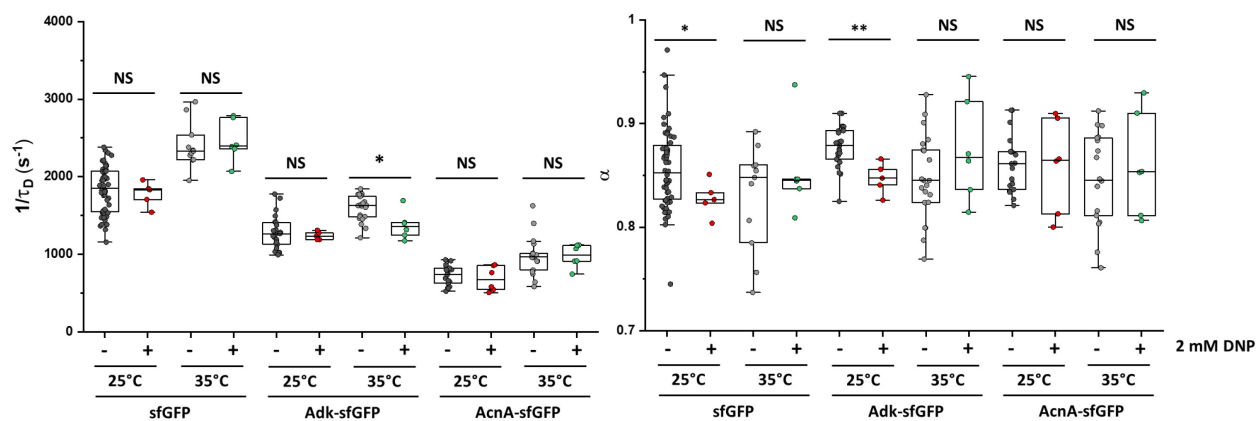 4000
3000
2000
1000
0
1/τD (s-1)
NS
NS
NS
*
NS
NS
- + - + - + - + - + - +
25°C 35°C 25°C 35°C 25°C 35°C
sfGFP Adk-sfGFP AcnA-sfGFP
1
0.9
0.8
0.7
α
*
NS
**
NS
NS
NS
- + - + - + - + - + - +
2 mM DNP
25°C 35°C 25°C 35°C 25°C 35°C
sfGFP Adk-sfGFP AcnA-sfGFP